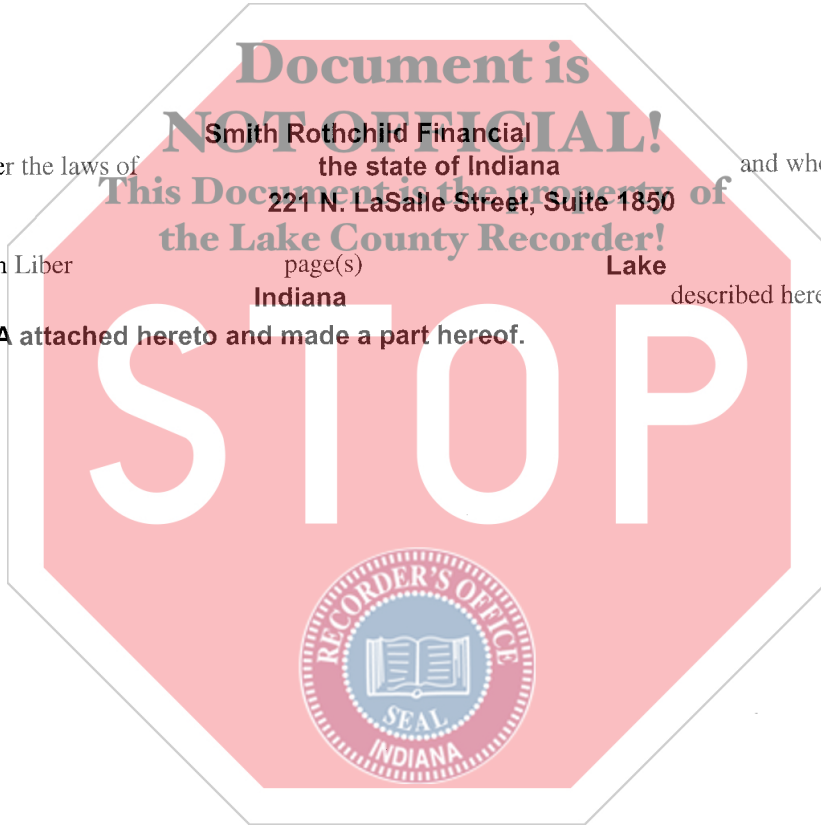 Document is
NOT OFFICIAL!
Smith Rothchild Financial
er the laws of the state of Indiana and who
This Document is the property of
221 N. LaSalle Street, Suite 1850
the Lake County Recorder!
n Liber page(s) Lake
Indiana described here
A attached hereto and made a part hereof.
STOP
RECORDER'S OFFICE
SEAL
INDIANA